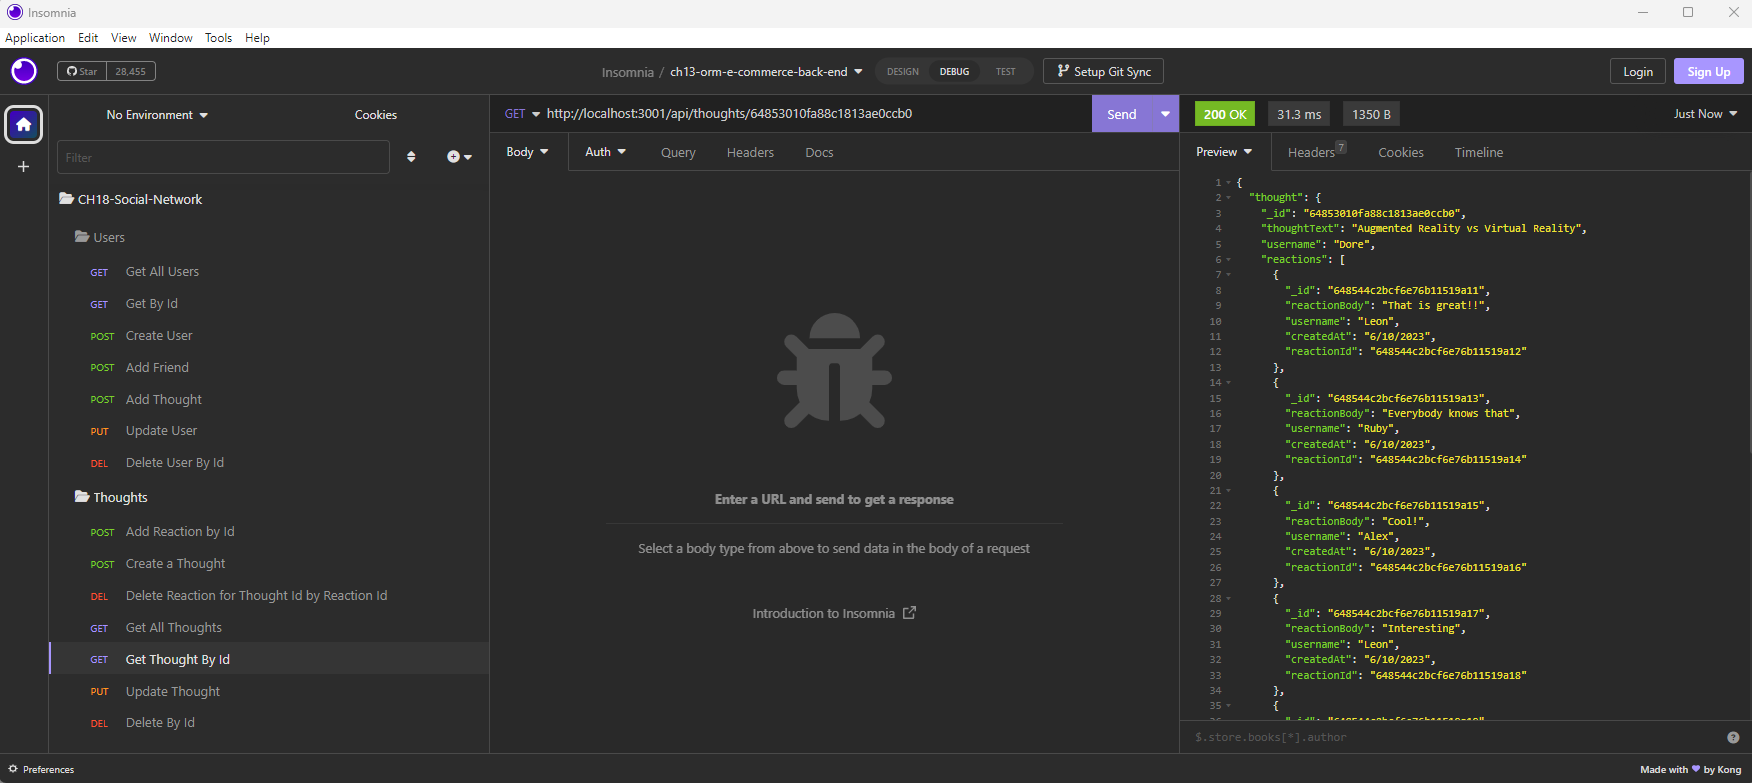 Insomnia
Application Edit View Window Tools Help
Star 28,455
Insomnia / ch13-orm-e-commerce-back-end
DESIGN DEBUG TEST
Setup Git Sync
Login Sign Up
No Environment Cookies
Filter
CH18-Social-Network
Users
GET Get All Users
GET Get By Id
POST Create User
POST Add Friend
POST Add Thought
PUT Update User
DEL Delete User By Id
Thoughts
POST Add Reaction by Id
POST Create a Thought
DEL Delete Reaction for Thought Id by Reaction Id
GET Get All Thoughts
GET Get Thought By Id
PUT Update Thought
DEL Delete By Id
GET http://localhost:3001/api/thoughts/64853010fa88c1813ae0ccb0 Send
Body Auth Query Headers Docs
Enter a URL and send to get a response
Select a body type from above to send data in the body of a request
Introduction to Insomnia
200 OK 31.3 ms 1350 B Just Now
Preview Headers 7 Cookies Timeline
1 {
2 "thought": {
3 "_id": "64853010fa88c1813ae0ccb0",
4 "thoughtText": "Augmented Reality vs Virtual Reality",
5 "username": "Dore",
6 "reactions": [
7 {
8 "_id": "648544c2bcf6e76b11519a11",
9 "reactionBody": "That is great!!",
10 "username": "Leon",
11 "createdAt": "6/10/2023",
12 "reactionId": "648544c2bcf6e76b11519a12"
13 },
14 {
15 "_id": "648544c2bcf6e76b11519a13",
16 "reactionBody": "Everybody knows that",
17 "username": "Ruby",
18 "createdAt": "6/10/2023",
19 "reactionId": "648544c2bcf6e76b11519a14"
20 },
21 {
22 "_id": "648544c2bcf6e76b11519a15",
23 "reactionBody": "Cool!",
24 "username": "Alex",
25 "createdAt": "6/10/2023",
26 "reactionId": "648544c2bcf6e76b11519a16"
27 },
28 {
29 "_id": "648544c2bcf6e76b11519a17",
30 "reactionBody": "Interesting",
31 "username": "Leon",
32 "createdAt": "6/10/2023",
33 "reactionId": "648544c2bcf6e76b11519a18"
34 },
35 {
$.store.books[*].author
Preferences
Made with by Kong